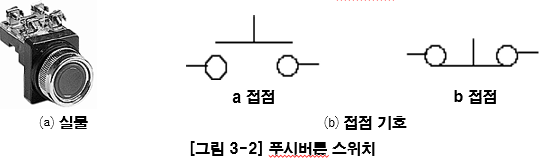 a 접점
b 접점
(a) 실물
(b) 접점 기호
[그림 3-2] 푸시버튼 스위치